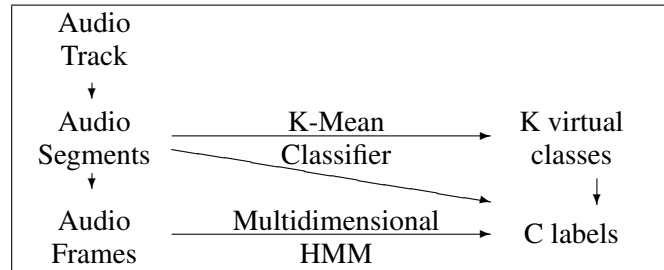 Audio
Track
Audio
Segments
K-Mean
Classifier
K virtual
classes
Audio
Frames
Multidimensional
HMM
C labels